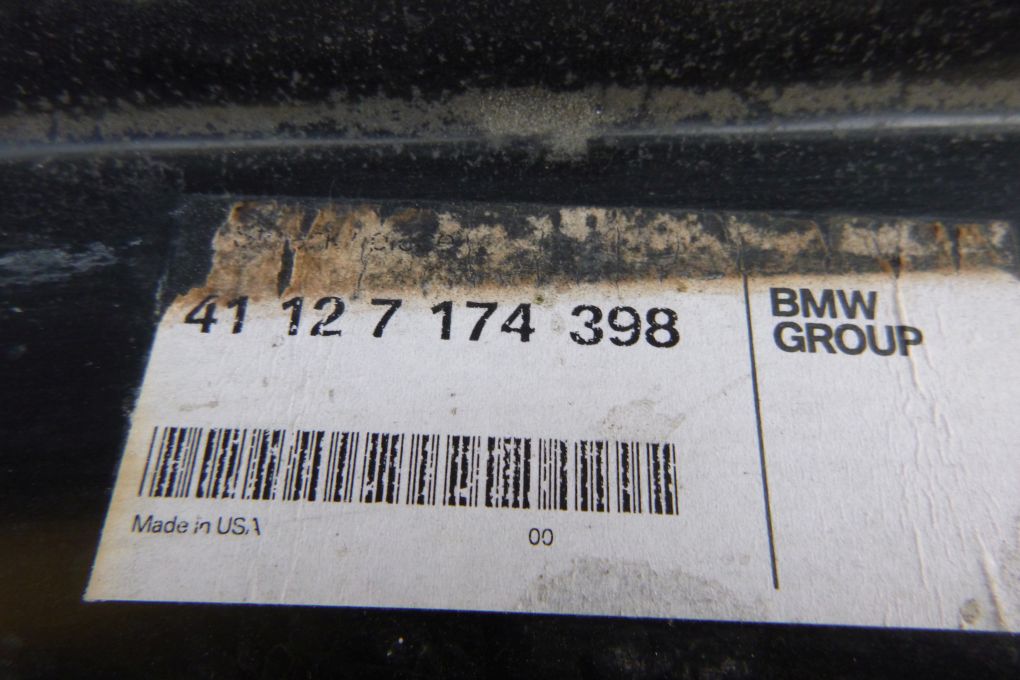 41 12 7 174 398
BMW
GROUP
Made in USA
00